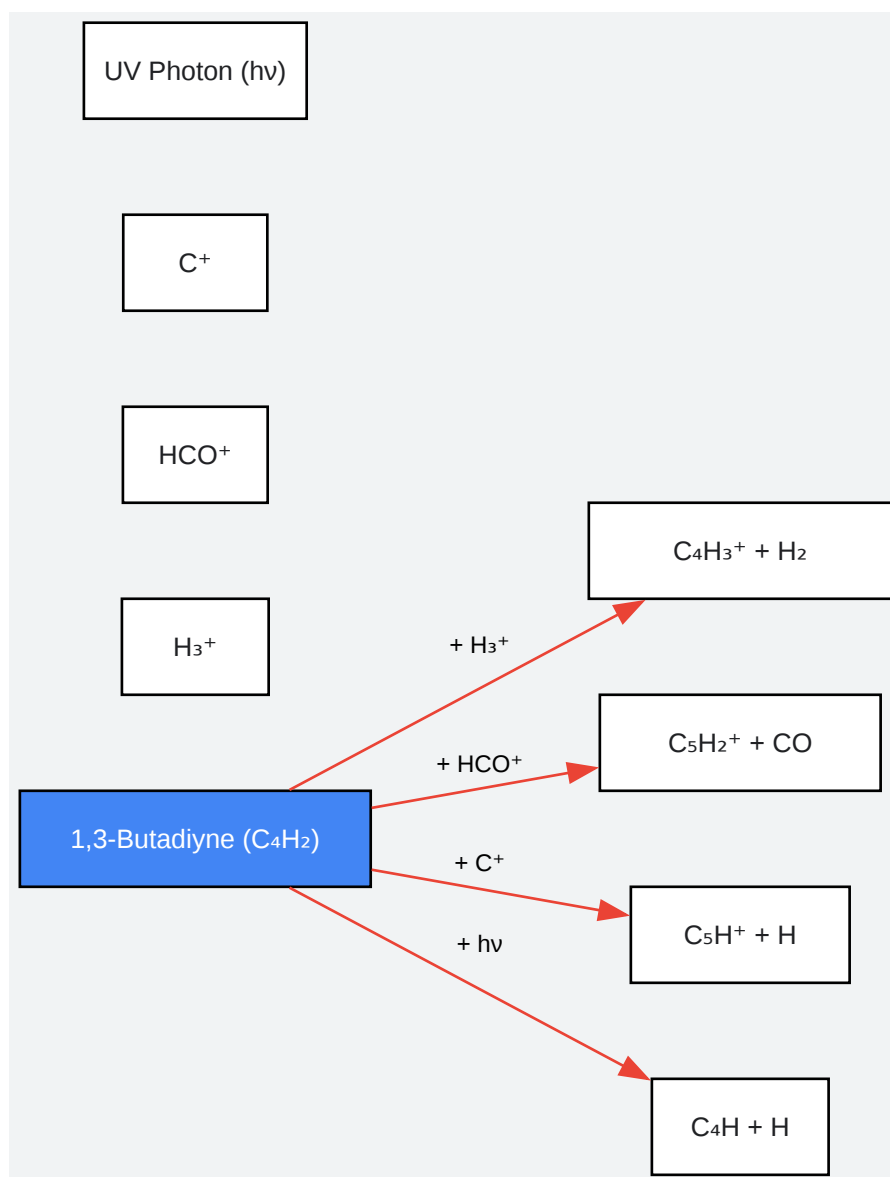 UV Photon (hν)
C⁺
HCO⁺
C₄H₃⁺ + H₂
H₃⁺
+ H₃⁺
C₅H₂⁺ + CO
+ HCO⁺
1,3-Butadiyne (C₄H₂)
+ C⁺
C₅H⁺ + H
+ hν
C₄H + H